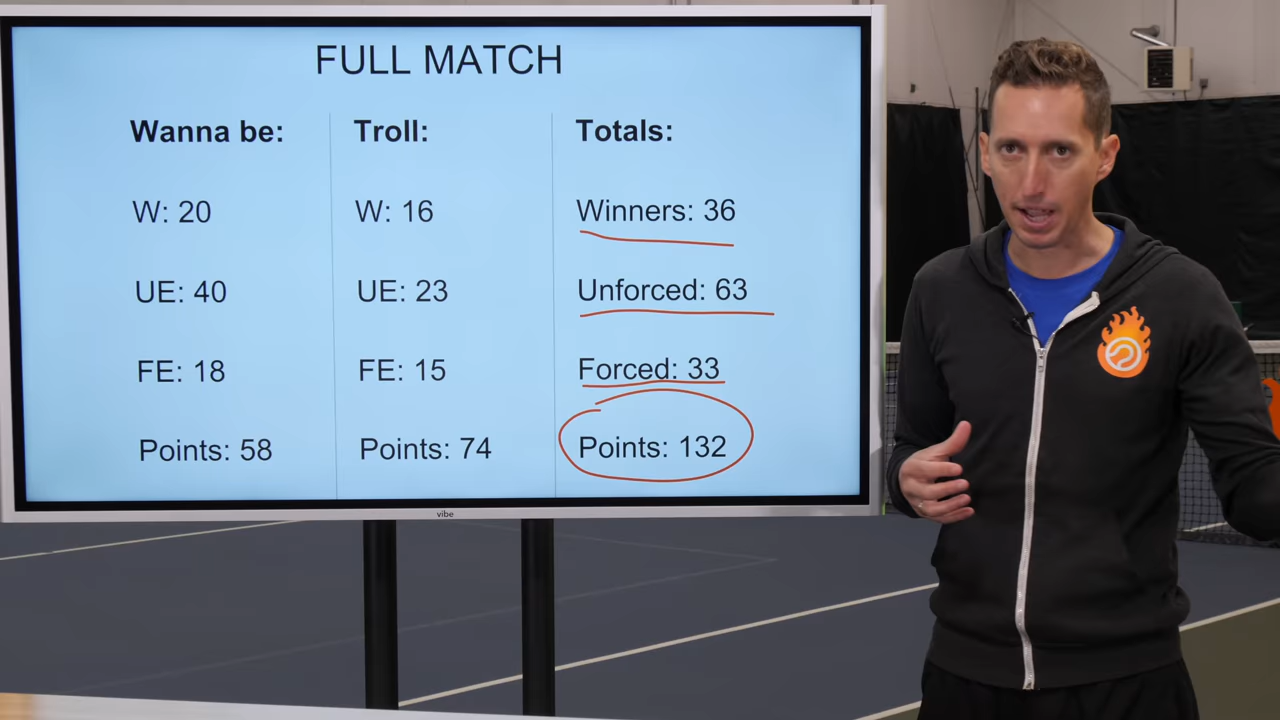 FULL MATCH
Wanna be:
W: 20
UE: 40
FE: 18
Points: 58
Troll:
W: 16
UE: 23
FE: 15
Points: 74
Totals:
Winners: 36
Unforced: 63
Forced: 33
Points: 132
vibe